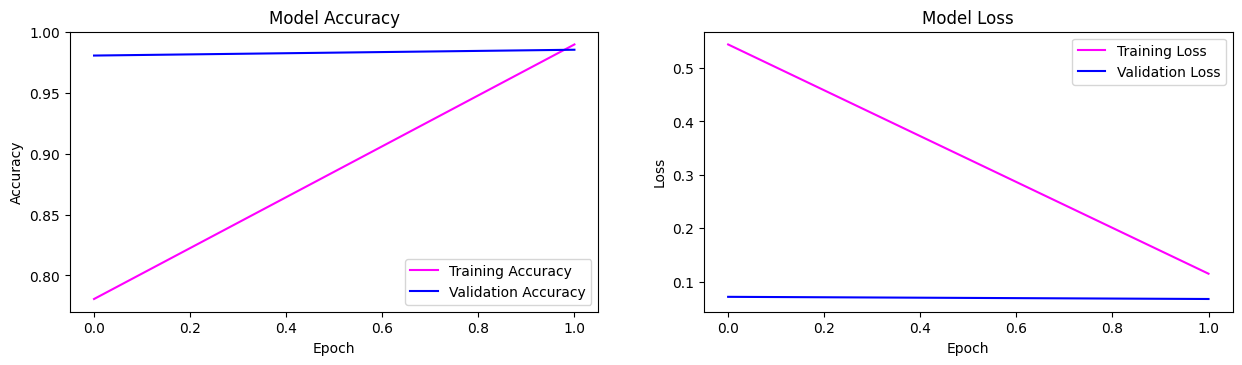 Model Accuracy
1.00
0.95
0.90
0.85
0.80
Accuracy
0.0 0.2 0.4 0.6 0.8 1.0
Epoch
Training Accuracy
Validation Accuracy
Model Loss
0.5
0.4
0.3
0.2
0.1
Loss
0.0 0.2 0.4 0.6 0.8 1.0
Epoch
Training Loss
Validation Loss